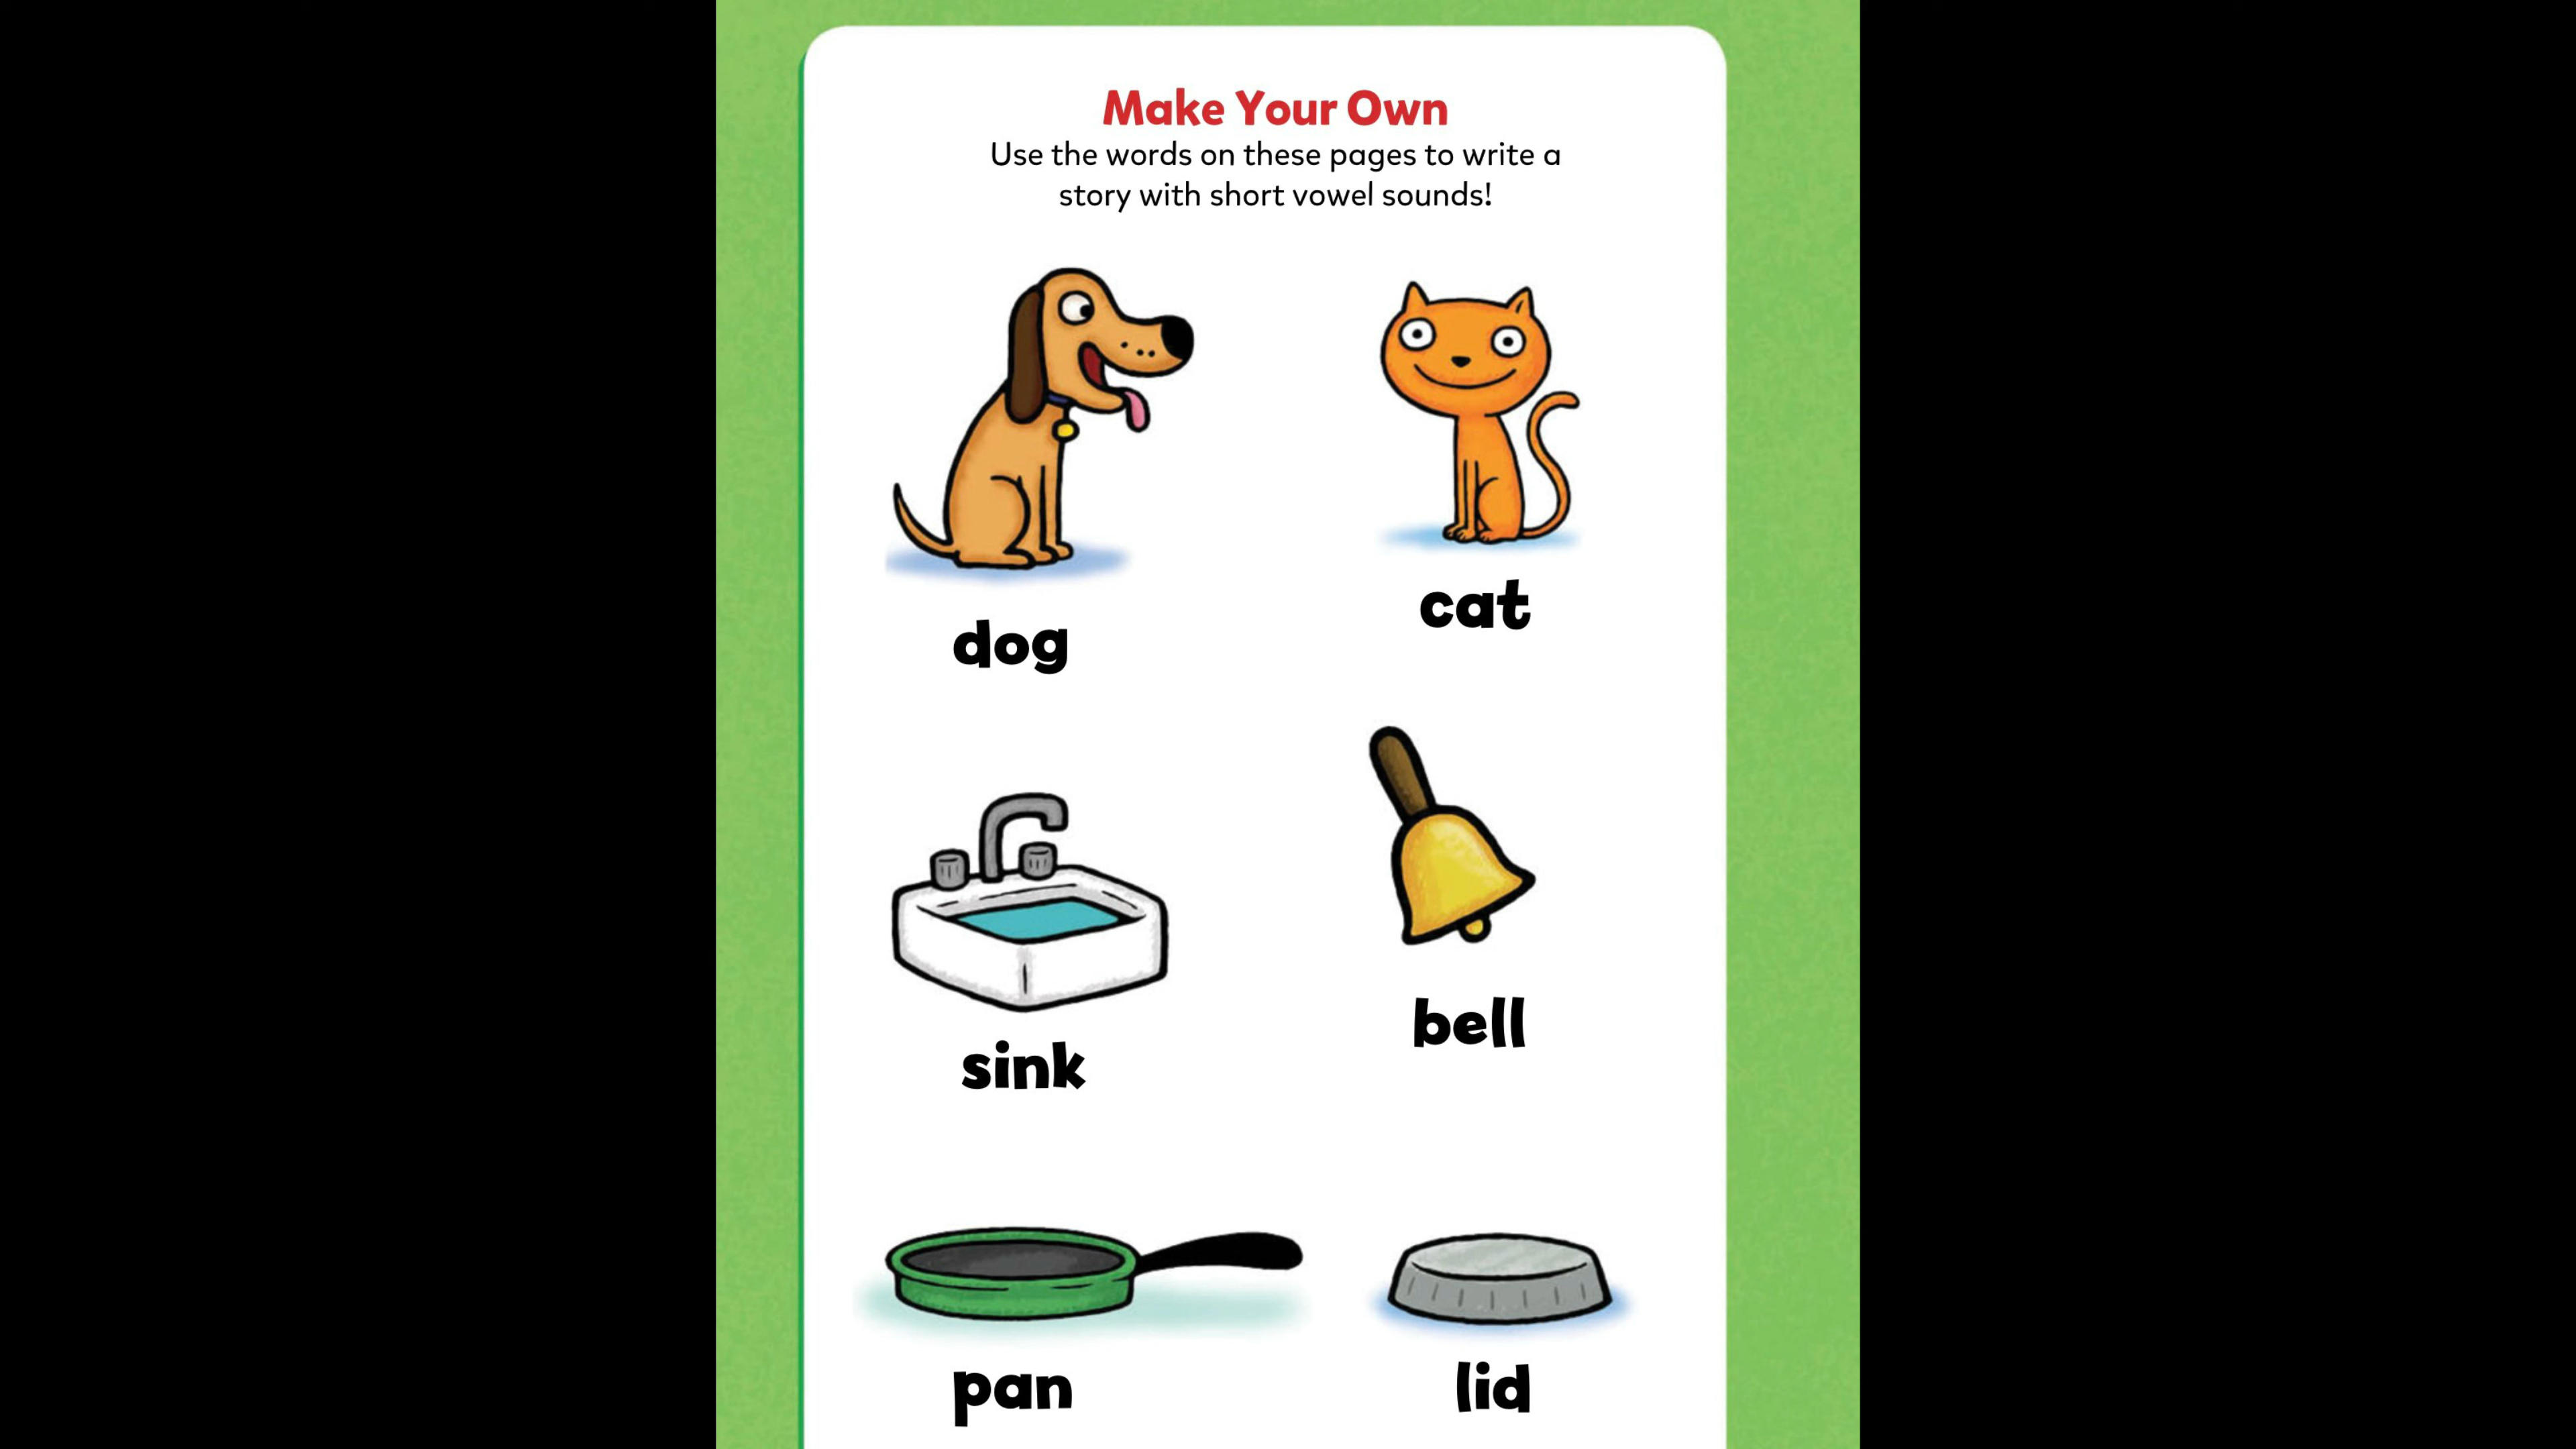 Make Your Own
Use the words on these pages to write a
story with short vowel sounds!
dog
cat
sink
bell
pan
lid